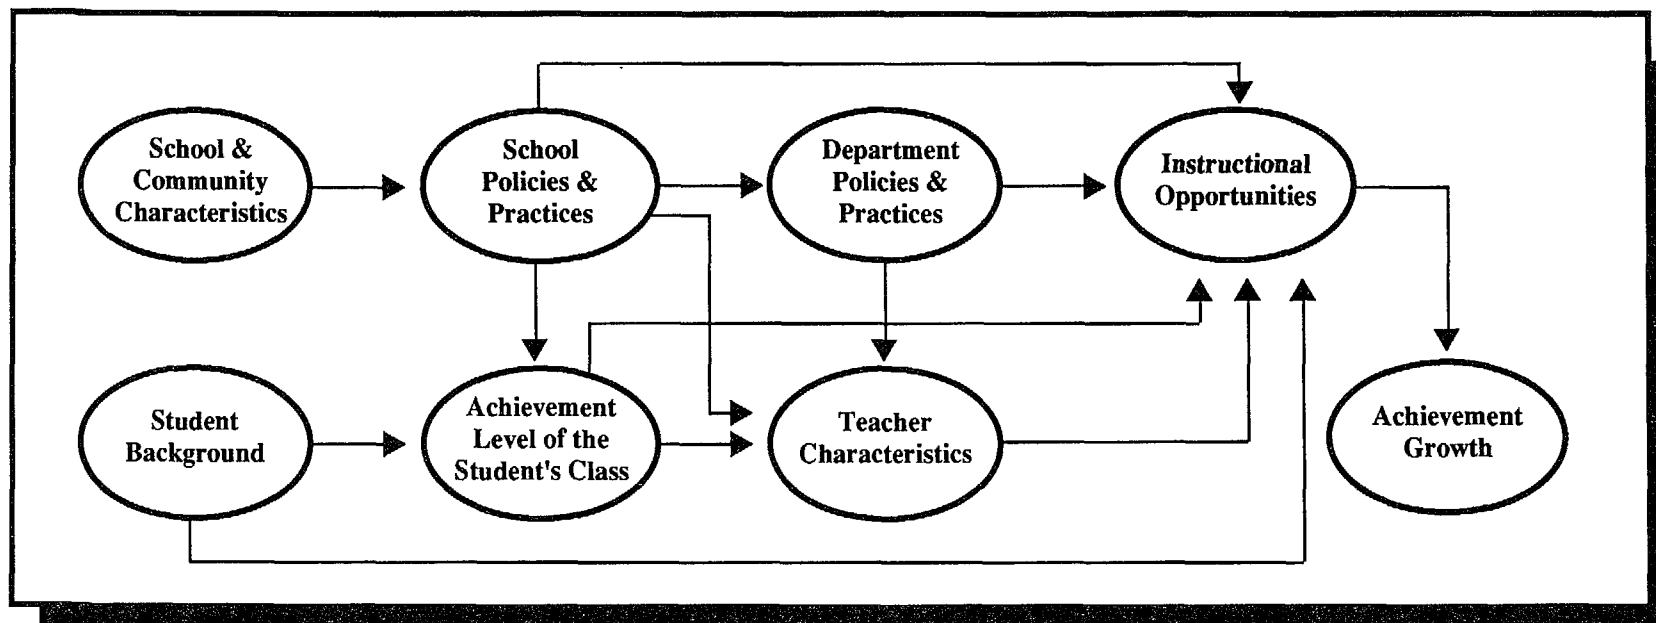 School &
Community
Characteristics
School
Policies &
Practices
Department
Policies &
Practices
Instructional
Opportunities
Student
Background
Achievement
Level of the
Student's Class
Teacher
Characteristics
Achievement
Growth